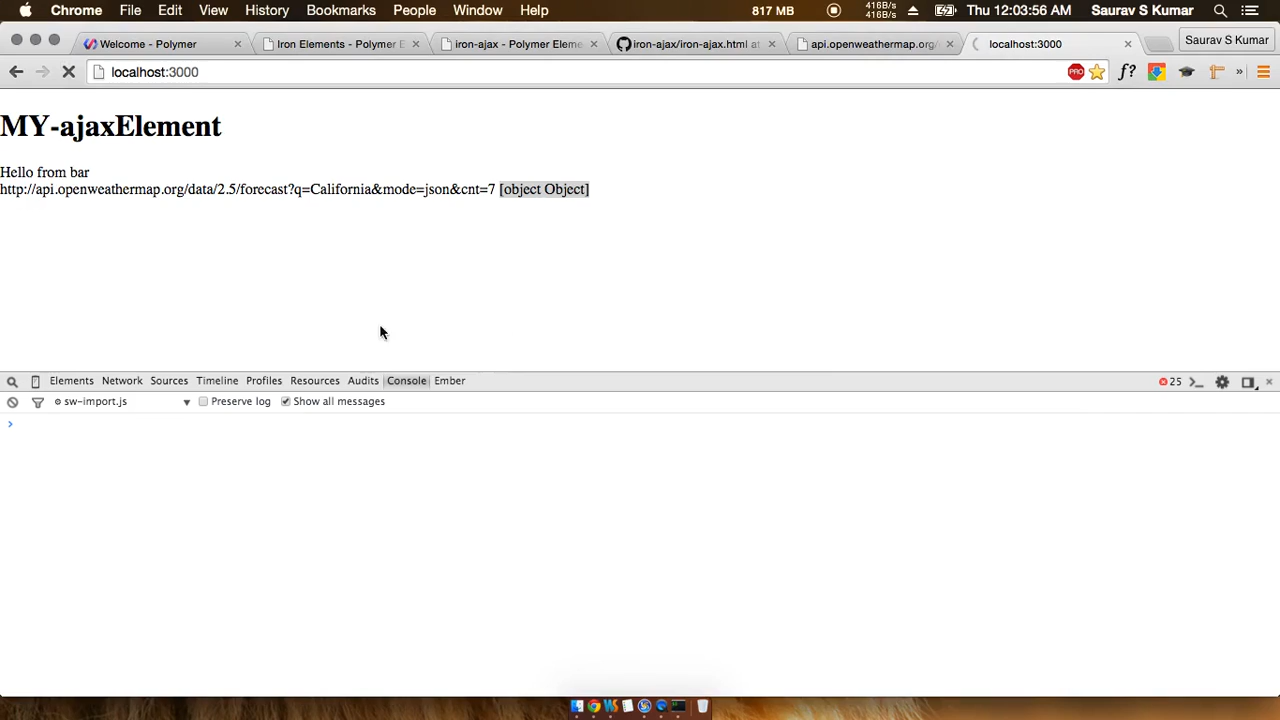 Chrome File Edit View History Bookmarks People Window Help 817 MB 416B/s 416B/s Thu 12:03:56 AM Saurav S Kumar
Welcome - Polymer Iron Elements - Polymer E iron-ajax - Polymer Eleme iron-ajax/iron-ajax.html at api.openweathermap.org/ localhost:3000 Saurav S Kumar
localhost:3000 PRO f? »
MY-ajaxElement
Hello from bar
http://api.openweathermap.org/data/2.5/forecast?q=California&mode=json&cnt=7 [object Object]
Elements Network Sources Timeline Profiles Resources Audits Console Ember 25
sw-import.js Preserve log Show all messages
>